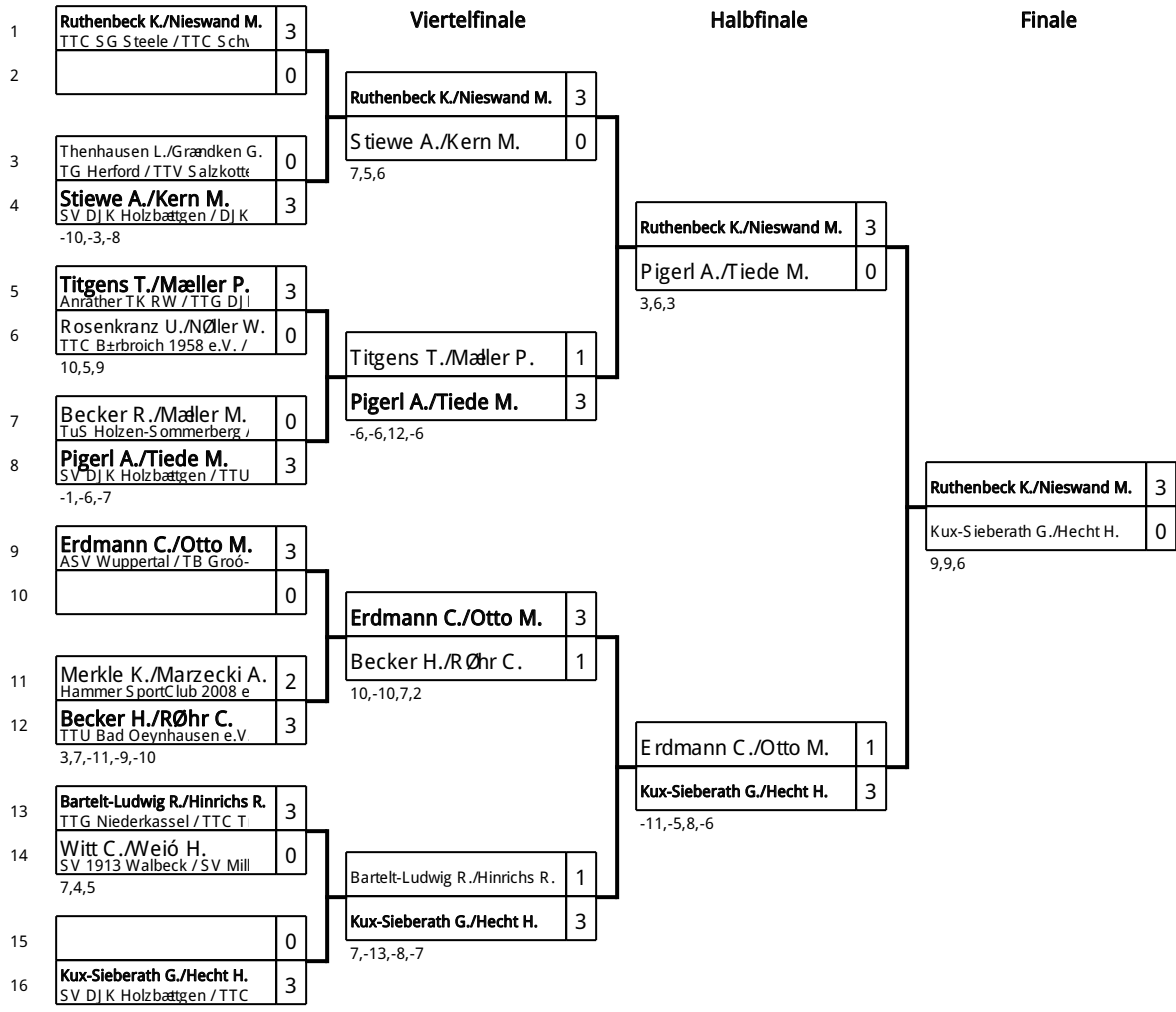 Viertelfinale
Halbfinale
Finale
1
Ruthenbeck K./Nieswand M.
3
TTC SG Steele / TTC Schw
2
0
3
Thenhausen L./Grændken G.
0
TG Herford / TTV Salzkotte
4
Stiewe A./Kern M.
3
SV DJK Holzbættgen / DJK
-10,-3,-8
5
Titgens T./Mæller P.
3
Anrather TK RW / TTG DJ
6
Rosenkranz U./NØller W.
0
TTC B±rbroich 1958 e.V. /
10,5,9
7
Becker R./Mæller M.
0
TuS Holzen-Sommerberg /
8
Pigerl A./Tiede M.
3
SV DJK Holzbættgen / TTU
-1,-6,-7
9
Erdmann C./Otto M.
3
ASV Wuppertal / TB Groó-
10
0
11
Merkle K./Marzecki A.
2
Hammer SportClub 2008 e
12
Becker H./RØhr C.
3
TTU Bad Oeynhausen e.V.
3,7,-11,-9,-10
13
Bartelt-Ludwig R./Hinrichs R.
3
TTG Niederkassel / TTC T
14
Witt C./Weió H.
0
SV 1913 Walbeck / SV Mill
7,4,5
15
0
16
Kux-Sieberath G./Hecht H.
3
SV DJK Holzbættgen / TTC
Ruthenbeck K./Nieswand M.
3
Stiewe A./Kern M.
0
7,5,6
Titgens T./Mæller P.
1
Pigerl A./Tiede M.
3
-6,-6,12,-6
Erdmann C./Otto M.
3
Becker H./RØhr C.
1
10,-10,7,2
Bartelt-Ludwig R./Hinrichs R.
1
Kux-Sieberath G./Hecht H.
3
7,-13,-8,-7
Ruthenbeck K./Nieswand M.
3
Pigerl A./Tiede M.
0
3,6,3
Erdmann C./Otto M.
1
Kux-Sieberath G./Hecht H.
3
-11,-5,8,-6
Ruthenbeck K./Nieswand M.
3
Kux-Sieberath G./Hecht H.
0
9,9,6